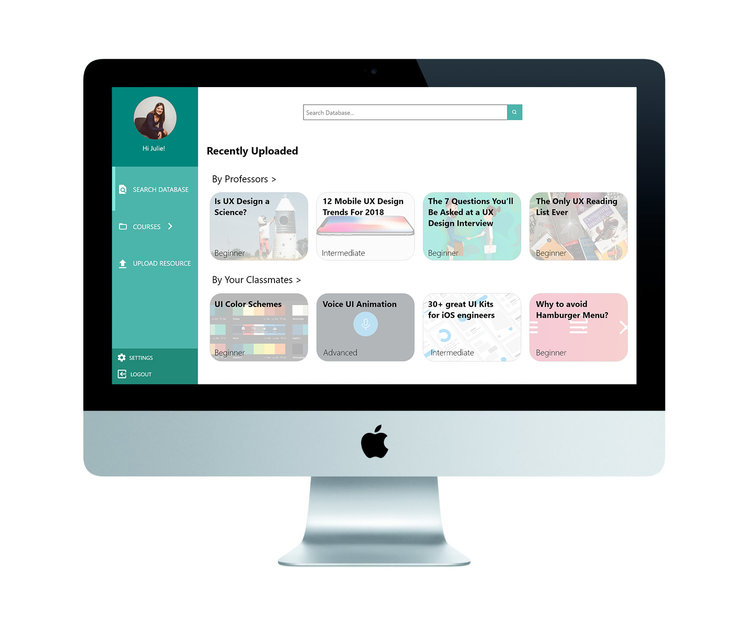 Hi Julie!
SEARCH DATABASE
COURSES
UPLOAD RESOURCE
SETTINGS
LOGOUT
Search Database...
Recently Uploaded
By Professors >
Is UX Design a
Science?
Beginner
12 Mobile UX Design
Trends For 2018
Intermediate
The 7 Questions You'll
Be Asked at a UX
Design Interview
Beginner
The Only UX Reading
List Ever
Beginner
By Your Classmates >
UI Color Schemes
Beginner
Voice UI Animation
Advanced
30+ great UI Kits
for iOS engineers
Intermediate
Why to avoid
Hamburger Menu?
Beginner